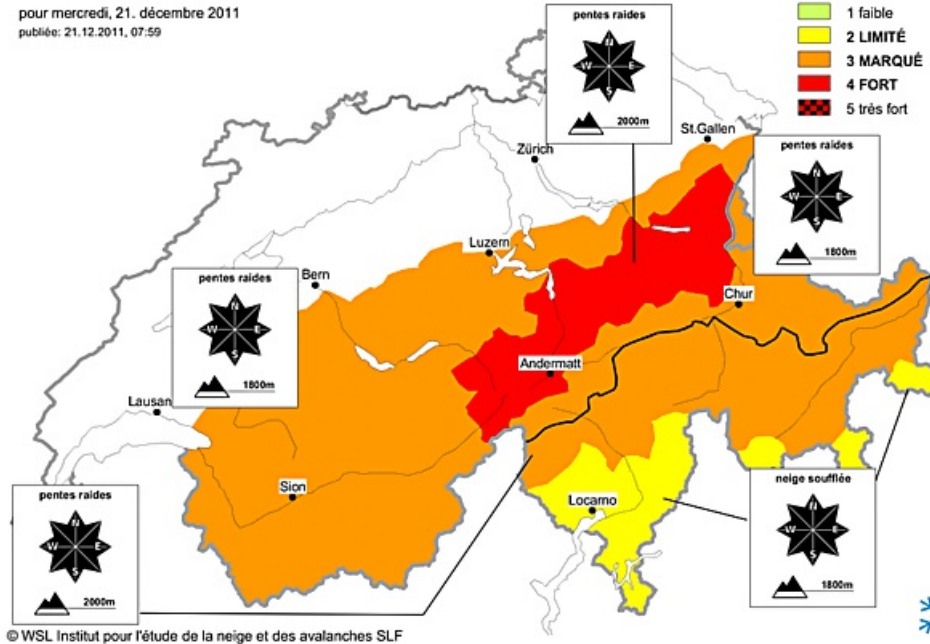 pour mercredi, 21. décembre 2011
publiée: 21.12.2011, 07:59
1 faible
2 LIMITÉ
3 MARQUÉ
4 FORT
5 très fort
pentes raides
N
W E
S
2000m
St.Gallen
Zürich
pentes raides
N
W E
S
1800m
Luzern
Bern
pentes raides
N
W E
S
1800m
Chur
Andermatt
Lausan
Sion
Locarno
pentes raides
N
W E
S
2000m
neige soufflée
N
W E
S
1800m
© WSL Institut pour l'étude de la neige et des avalanches SLF